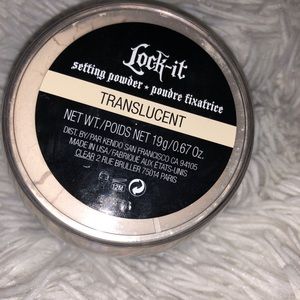 Lock-it
setting powder • poudre fixatrice
TRANSLUCENT
NET WT./POIDS NET 19g/0.67 Oz.
DIST. BY/PAR KENDO SAN FRANCISCO CA 94105
MADE IN USA/FABRIQUE AUX ETATS-UNIS
CLEAR 2 RUE BRULLER 75014 PARIS
12M